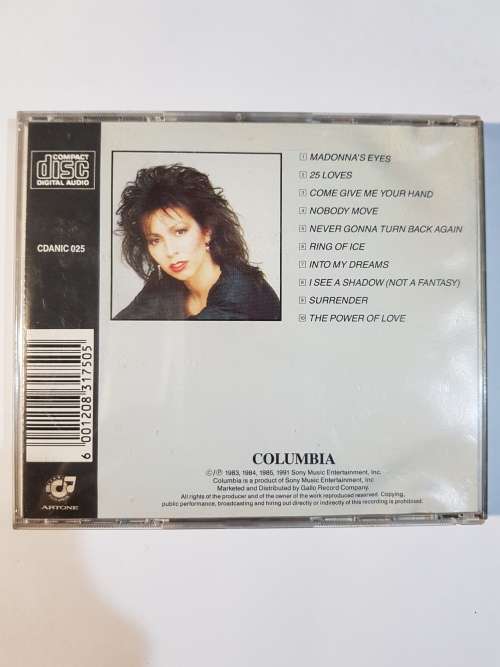 COMPACT
disc
DIGITAL AUDIO
CDANIC 025
6 001208 317505
ARTONE
1 MADONNA'S EYES
2 25 LOVES
3 COME GIVE ME YOUR HAND
4 NOBODY MOVE
5 NEVER GONNA TURN BACK AGAIN
6 RING OF ICE
7 INTO MY DREAMS
8 I SEE A SHADOW (NOT A FANTASY)
9 SURRENDER
10 THE POWER OF LOVE
COLUMBIA
©/℗ 1983, 1984, 1985, 1991 Sony Music Entertainment, Inc.
Columbia is a product of Sony Music Entertainment, Inc.
Marketed and Distributed by Gallo Record Company.
All rights of the producer and of the owner of the work reproduced reserved. Copying,
public performance, broadcasting and hiring out directly or indirectly of this recording is prohibited.